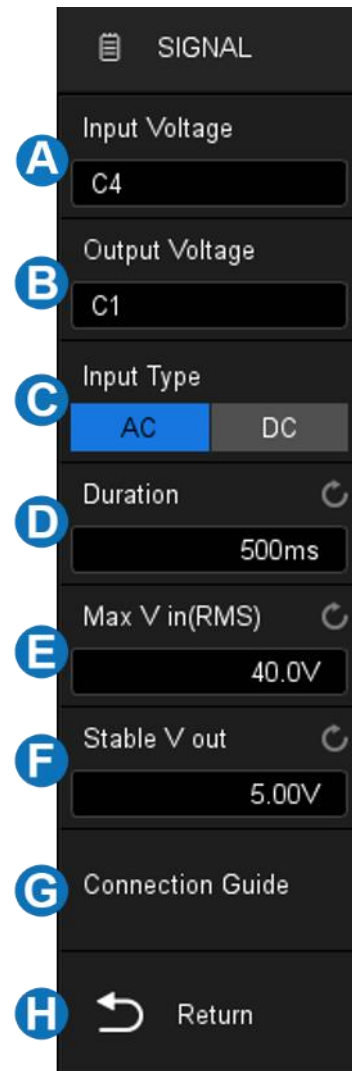 SIGNAL
A
Input Voltage
C4
B
Output Voltage
C1
C
Input Type
AC DC
D
Duration
500ms
E
Max V in(RMS)
40.0V
F
Stable V out
5.00V
G
Connection Guide
H
Return